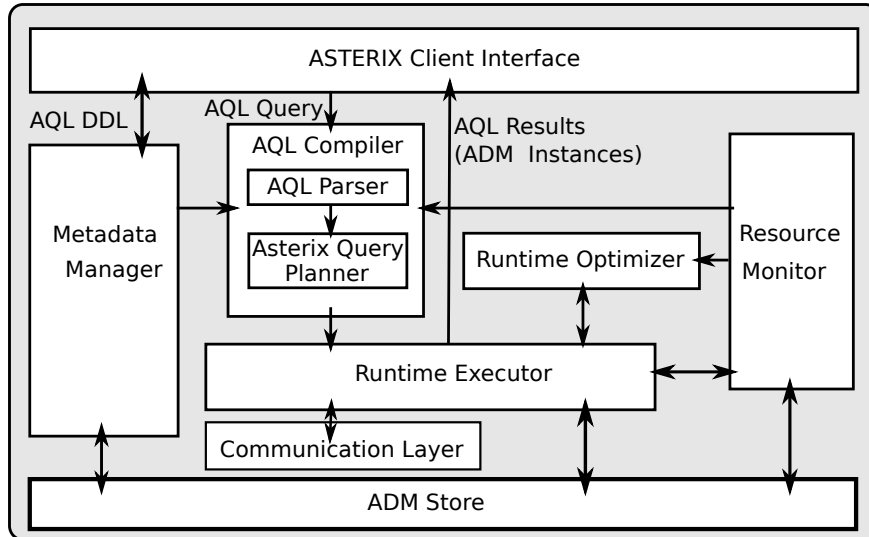 ASTERIX Client Interface
AQL DDL
AQL Query
AQL Results
(ADM Instances)
AQL Compiler
AQL Parser
Asterix Query
Planner
Metadata
Manager
Runtime Optimizer
Resource
Monitor
Runtime Executor
Communication Layer
ADM Store